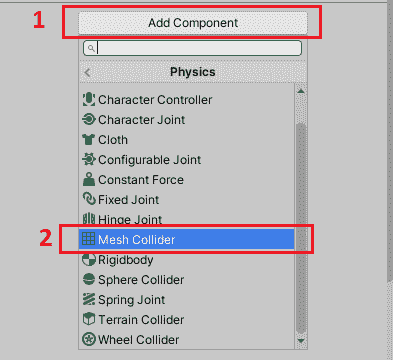 1
Add Component
Physics
Character Controller
Character Joint
Cloth
Configurable Joint
Constant Force
Fixed Joint
Hinge Joint
2
Mesh Collider
Rigidbody
Sphere Collider
Spring Joint
Terrain Collider
Wheel Collider